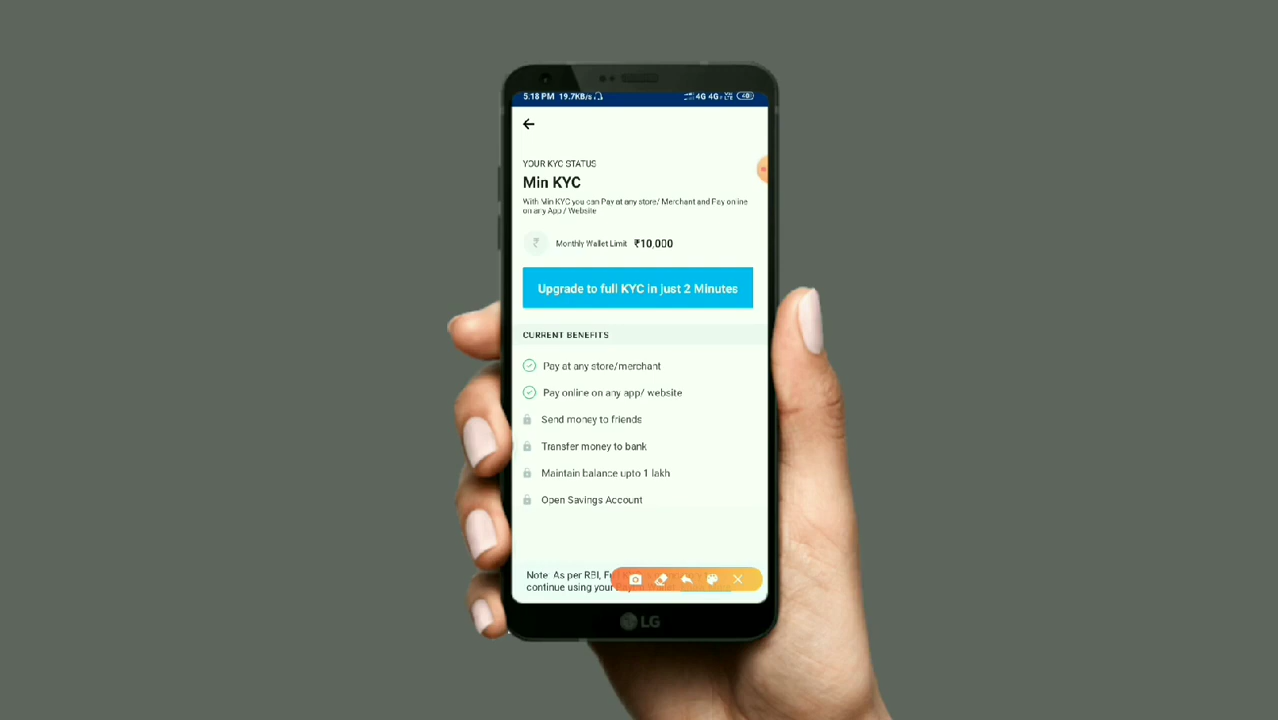 5.18 PM 19.7KB/s
4G 4G
YOUR KYC STATUS
Min KYC
With Min KYC you can Pay at any store/ Merchant and Pay online
on any App / Website
₹
Monthly Wallet Limit ₹10,000
Upgrade to full KYC in just 2 Minutes
CURRENT BENEFITS
Pay at any store/merchant
Pay online on any app/ website
Send money to friends
Transfer money to bank
Maintain balance upto 1 lakh
Open Savings Account
Note: As per RBI,
continue using your
LG